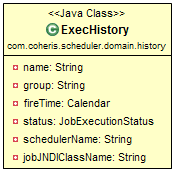 <<Java Class>>
C ExecHistory
com.coheris.scheduler.domain.history
name: String
group: String
fireTime: Calendar
status: JobExecutionStatus
schedulerName: String
jobJNDIClassName: String